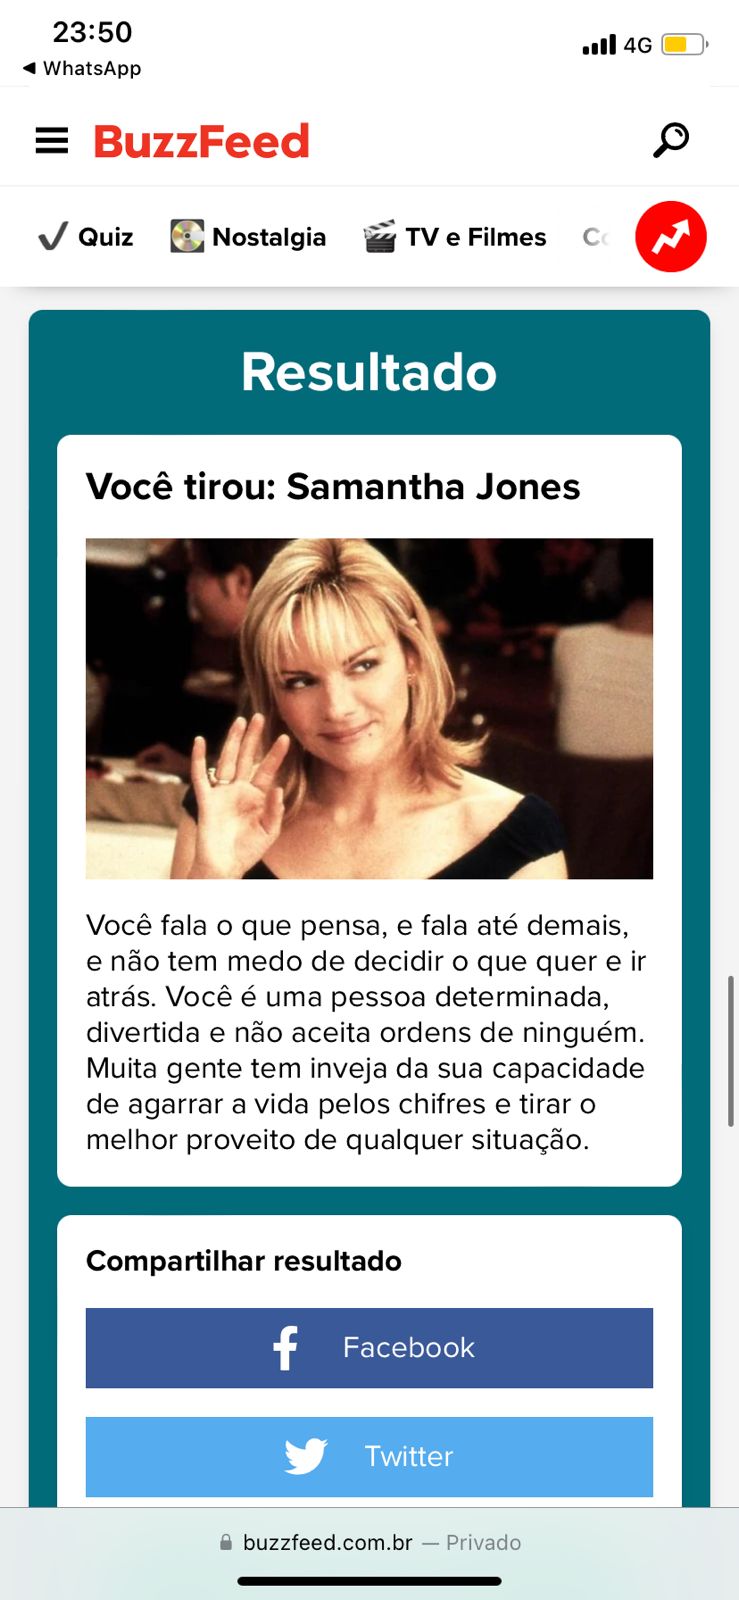 23:50
4G
WhatsApp
BuzzFeed
Quiz
Nostalgia
TV e Filmes
Resultado
Você tirou: Samantha Jones
Você fala o que pensa, e fala até demais,
e não tem medo de decidir o que quer e ir
atrás. Você é uma pessoa determinada,
divertida e não aceita ordens de ninguém.
Muita gente tem inveja da sua capacidade
de agarrar a vida pelos chifres e tirar o
melhor proveito de qualquer situação.
Compartilhar resultado
Facebook
Twitter
buzzfeed.com.br — Privado